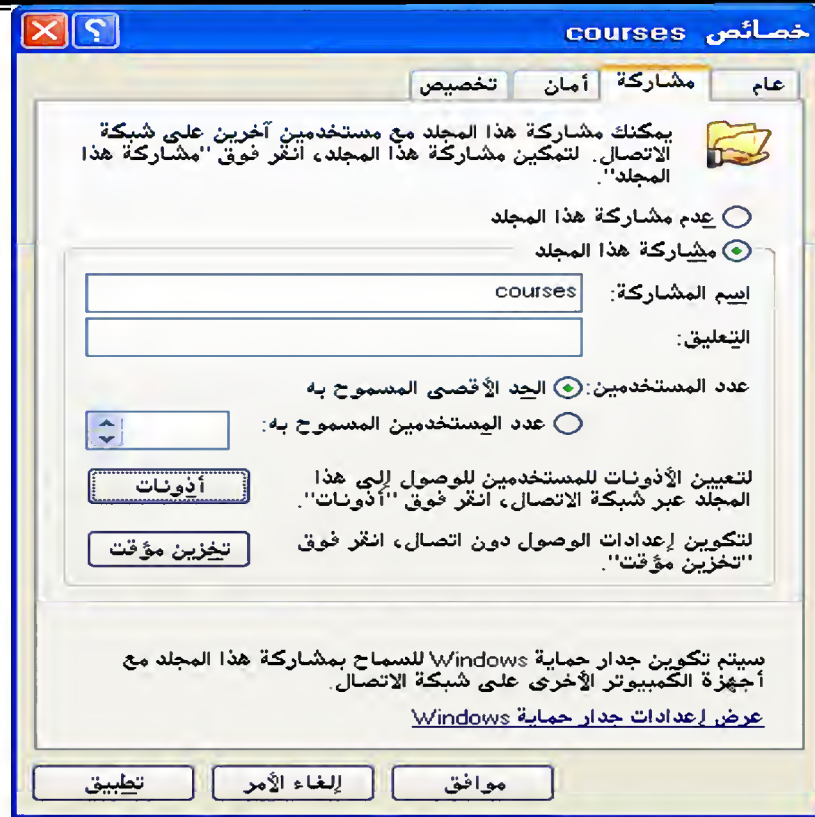 خصائص courses
عام
مشاركة
أمان
تخصيص
يمكنك مشاركة هذا المجلد مع مستخدمين آخرين على شبكة
الاتصال. لتمكين مشاركة هذا المجلد، انقر فوق "مشاركة هذا
المجلد".
عدم مشاركة هذا المجلد
مشاركة هذا المجلد
اسم المشاركة: courses
التعليق:
عدد المستخدمين: الحد الأقصى المسموح به
عدد المستخدمين المسموح به:
لتعيين الأذونات للمستخدمين للوصول إلى هذا
المجلد عبر شبكة الاتصال، انقر فوق "أذونات".
أذونات
لتكوين إعدادات الوصول دون اتصال، انقر فوق
"تخزين مؤقت".
تخزين مؤقت
سيتم تكوين جدار حماية Windows للسماح بمشاركة هذا المجلد مع
أجهزة الكمبيوتر الأخرى على شبكة الاتصال.
عرض إعدادات جدار حماية Windows
موافق
إلغاء الأمر
تطبيق